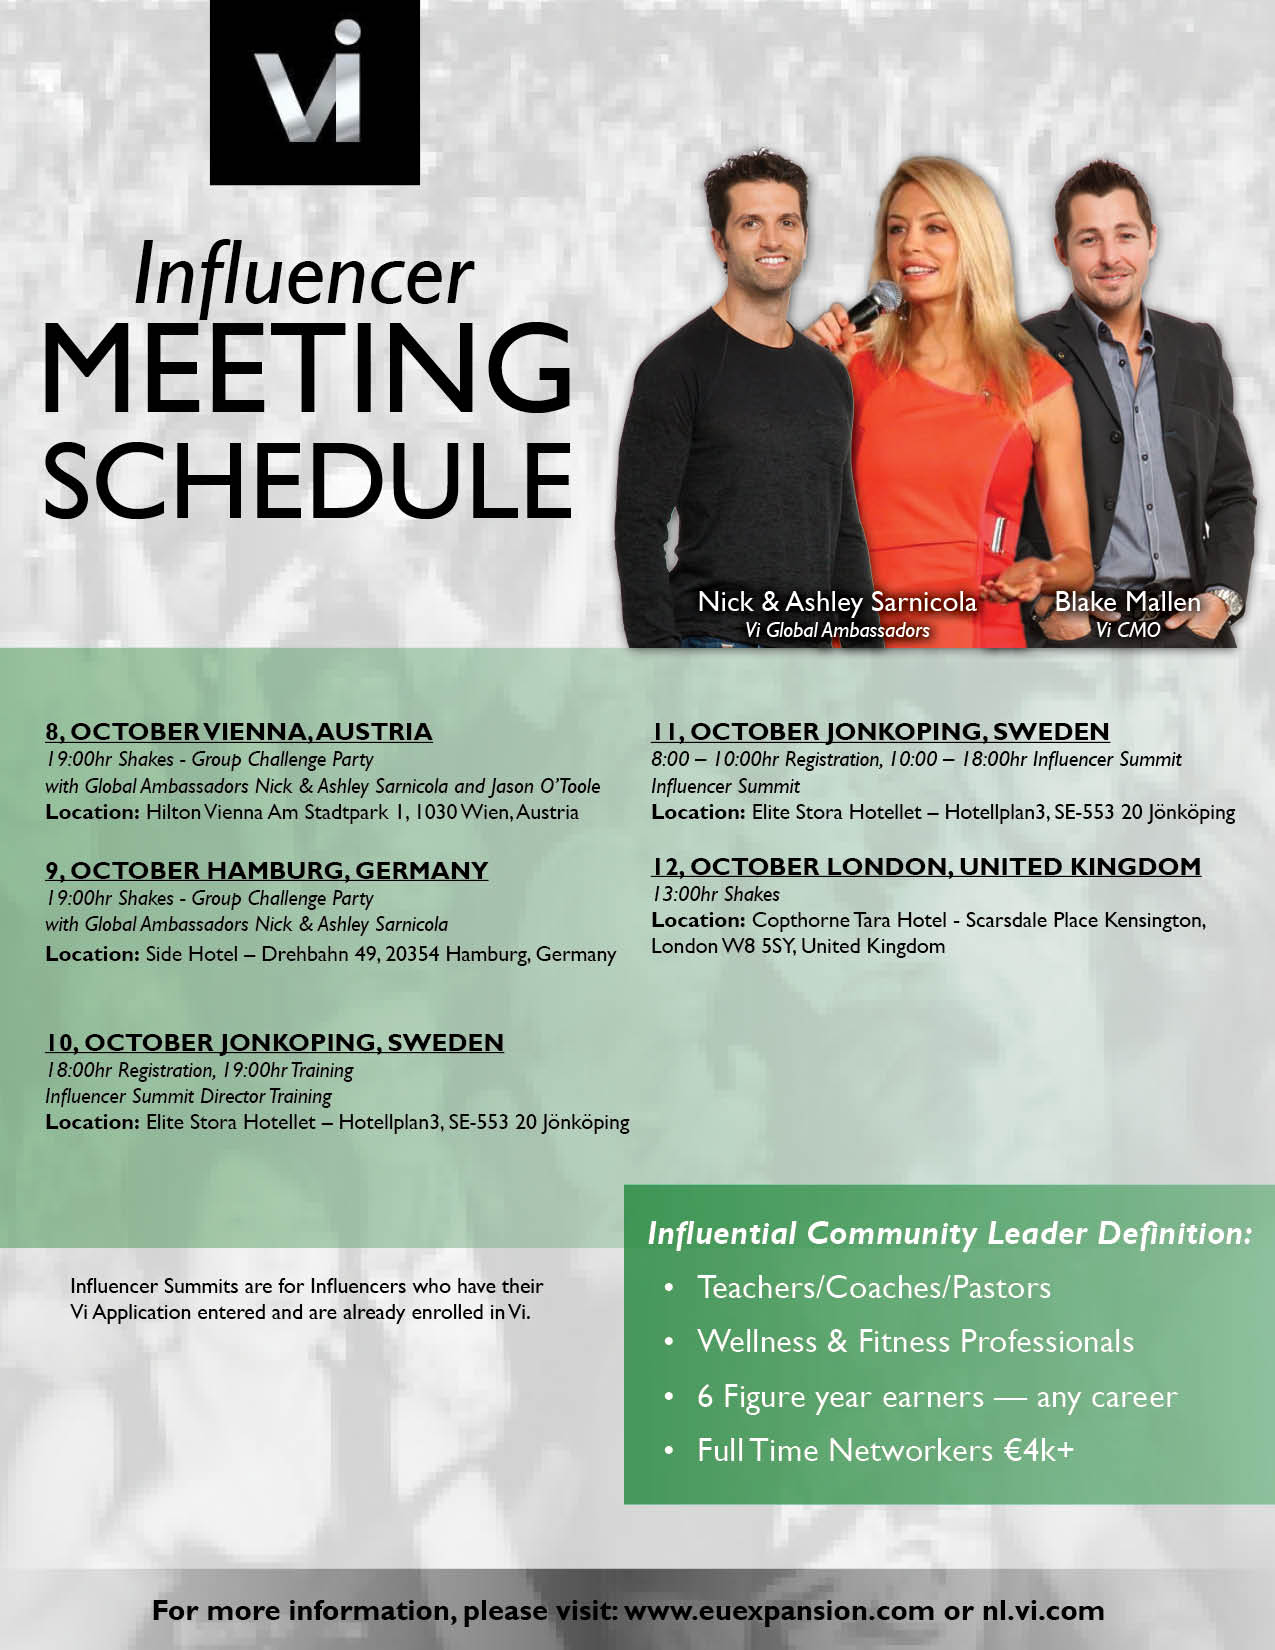 vi
Influencer
MEETING
SCHEDULE
Nick & Ashley Sarnicola
Vi Global Ambassadors
Blake Mallen
Vi CMO
8, OCTOBER VIENNA, AUSTRIA
19:00hr Shakes - Group Challenge Party
with Global Ambassadors Nick & Ashley Sarnicola and Jason O'Toole
Location: Hilton Vienna Am Stadtpark 1, 1030 Wien, Austria
9, OCTOBER HAMBURG, GERMANY
19:00hr Shakes - Group Challenge Party
with Global Ambassadors Nick & Ashley Sarnicola
Location: Side Hotel – Drehbahn 49, 20354 Hamburg, Germany
10, OCTOBER JONKOPING, SWEDEN
18:00hr Registration, 19:00hr Training
Influencer Summit Director Training
Location: Elite Stora Hotellet – Hotellplan3, SE-553 20 Jönköping
11, OCTOBER JONKOPING, SWEDEN
8:00 – 10:00hr Registration, 10:00 – 18:00hr Influencer Summit
Influencer Summit
Location: Elite Stora Hotellet – Hotellplan3, SE-553 20 Jönköping
12, OCTOBER LONDON, UNITED KINGDOM
13:00hr Shakes
Location: Copthorne Tara Hotel - Scarsdale Place Kensington,
London W8 5SY, United Kingdom
Influencer Summits are for Influencers who have their
Vi Application entered and are already enrolled in Vi.
Influential Community Leader Definition:
• Teachers/Coaches/Pastors
• Wellness & Fitness Professionals
• 6 Figure year earners — any career
• Full Time Networkers €4k+
For more information, please visit: www.euexpansion.com or nl.vi.com